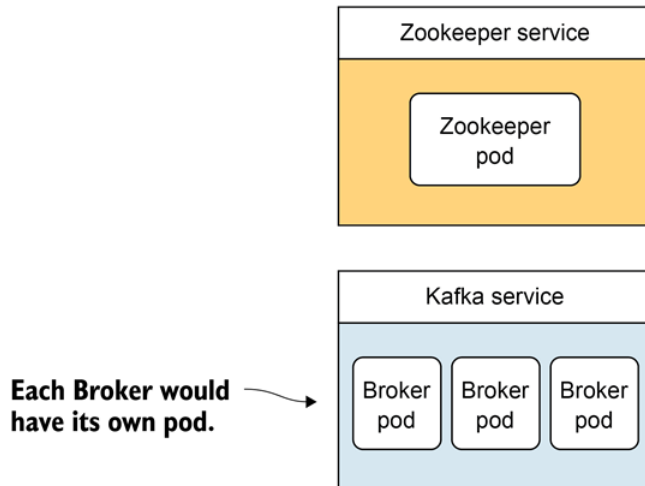 Zookeeper service
Zookeeper
pod
Kafka service
Each Broker would
have its own pod.
Broker
pod
Broker
pod
Broker
pod